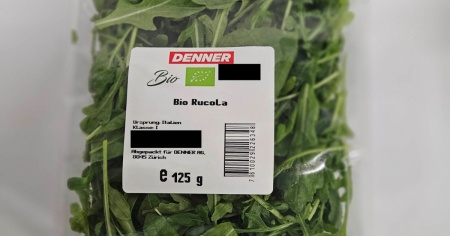 DENNER
Bio
Bio RucoLa
Ursprung: Italien
Klasse: I
Abgepackt für DENNER AG,
8045 Zürich
e 125 g